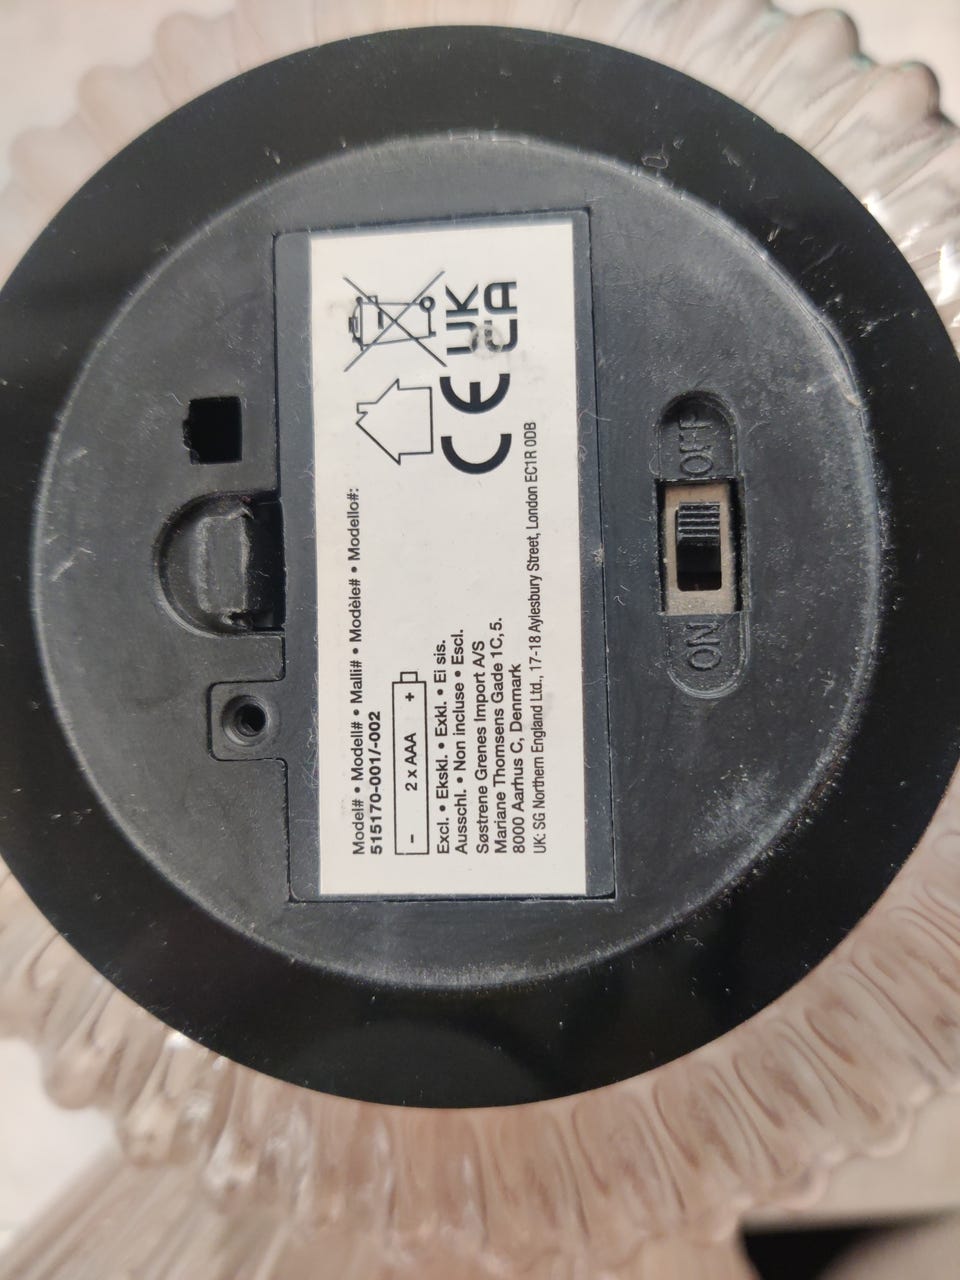 Model# • Modell# • Malli# • Modèle# • Modello#:
515170-001/-002
- 2 x AAA +
Excl. • Ekskl. • Exkl. • Ei sis.
Ausschl. • Non incluse • Escl.
Søstrene Grenes Import A/S
Mariane Thomsens Gade 1C, 5.
8000 Aarhus C, Denmark
UK: SG Northern England Ltd., 17-18 Aylesbury Street, London EC1R 0DB
CE
UK
CA
ON
OFF